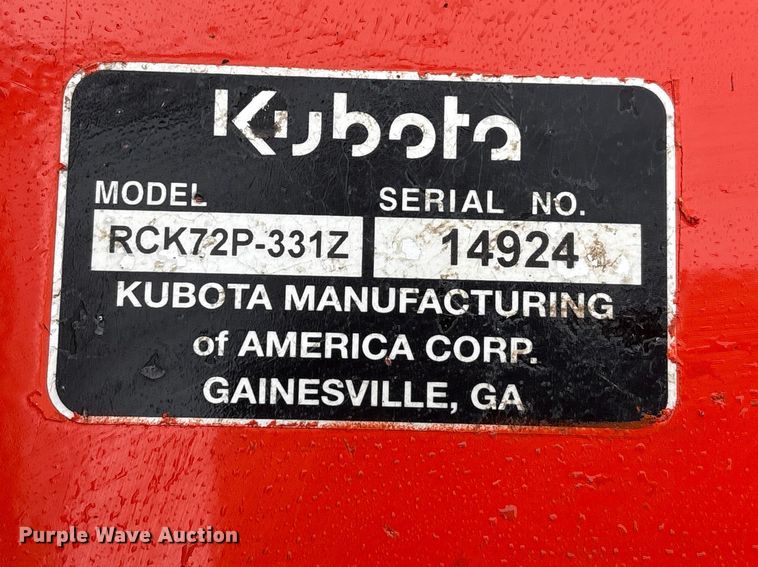 Kubota
MODEL SERIAL NO.
RCK72P-331Z 14924
KUBOTA MANUFACTURING
of AMERICA CORP.
GAINESVILLE, GA
Purple Wave Auction